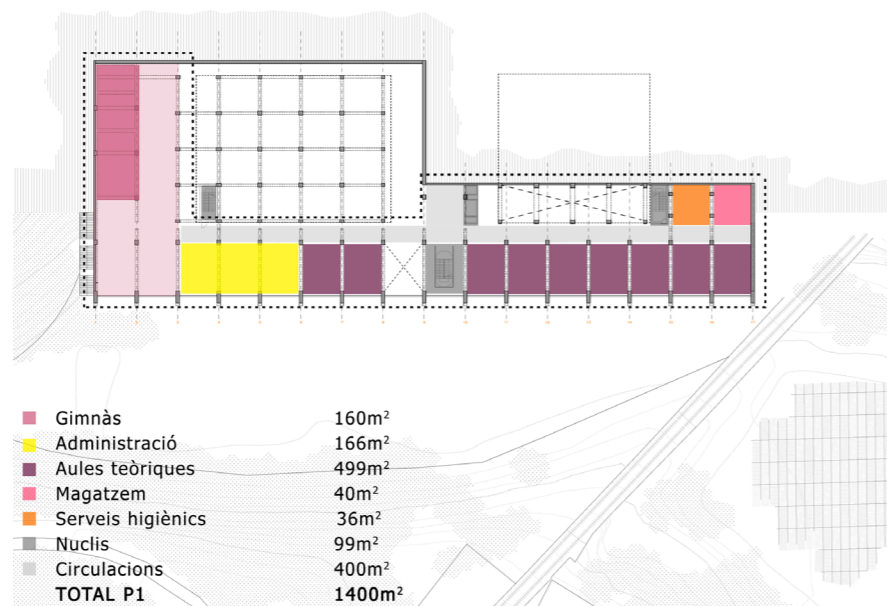 Gimnàs 160m²
Administració 166m²
Aules teòriques 499m²
Magatzem 40m²
Serveis higiènics 36m²
Nuclis 99m²
Circulacions 400m²
TOTAL P1 1400m²